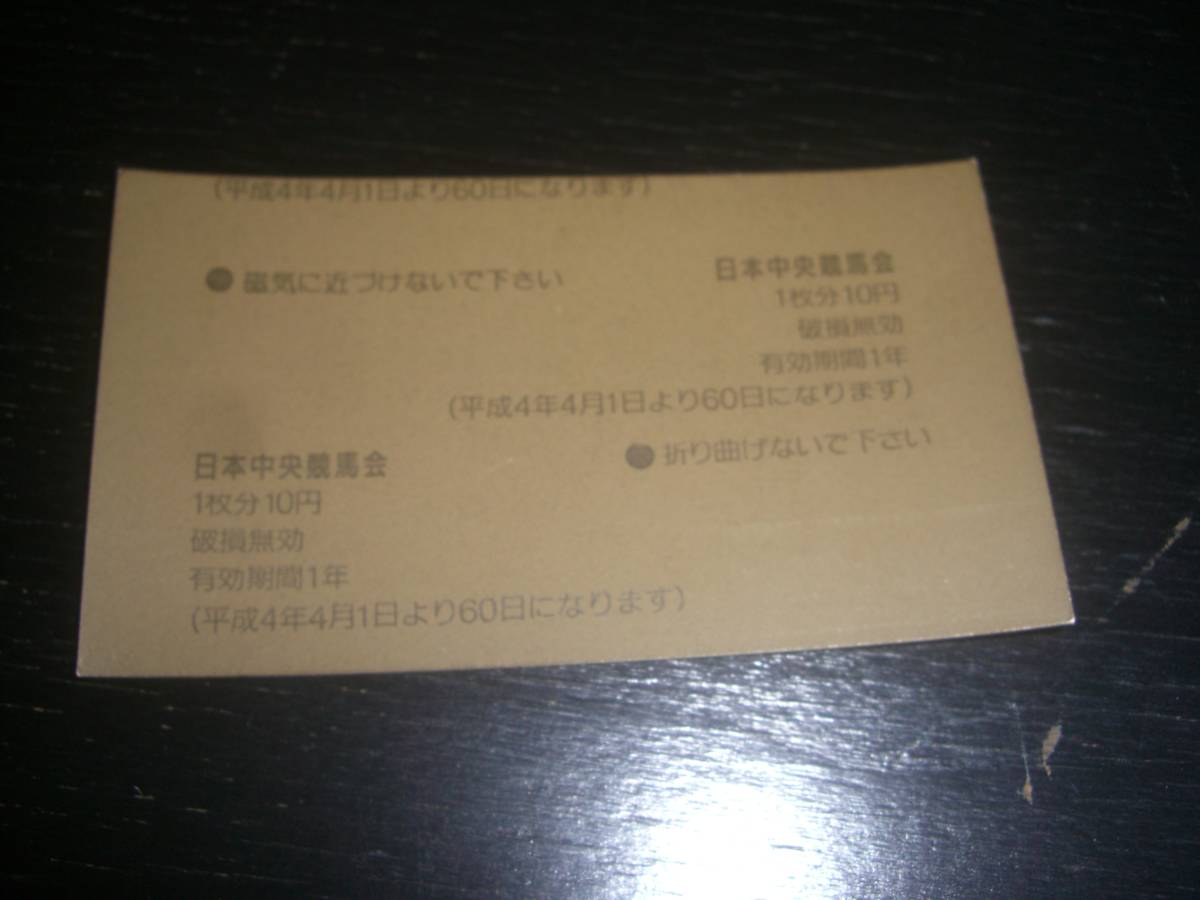 (平成4年4月1日より60日になります)
● 磁気に近づけないで下さい
日本中央競馬会
1枚分10円
破損無効
有効期間1年
(平成4年4月1日より60日になります)
● 折り曲げないで下さい
日本中央競馬会
1枚分10円
破損無効
有効期間1年
(平成4年4月1日より60日になります)